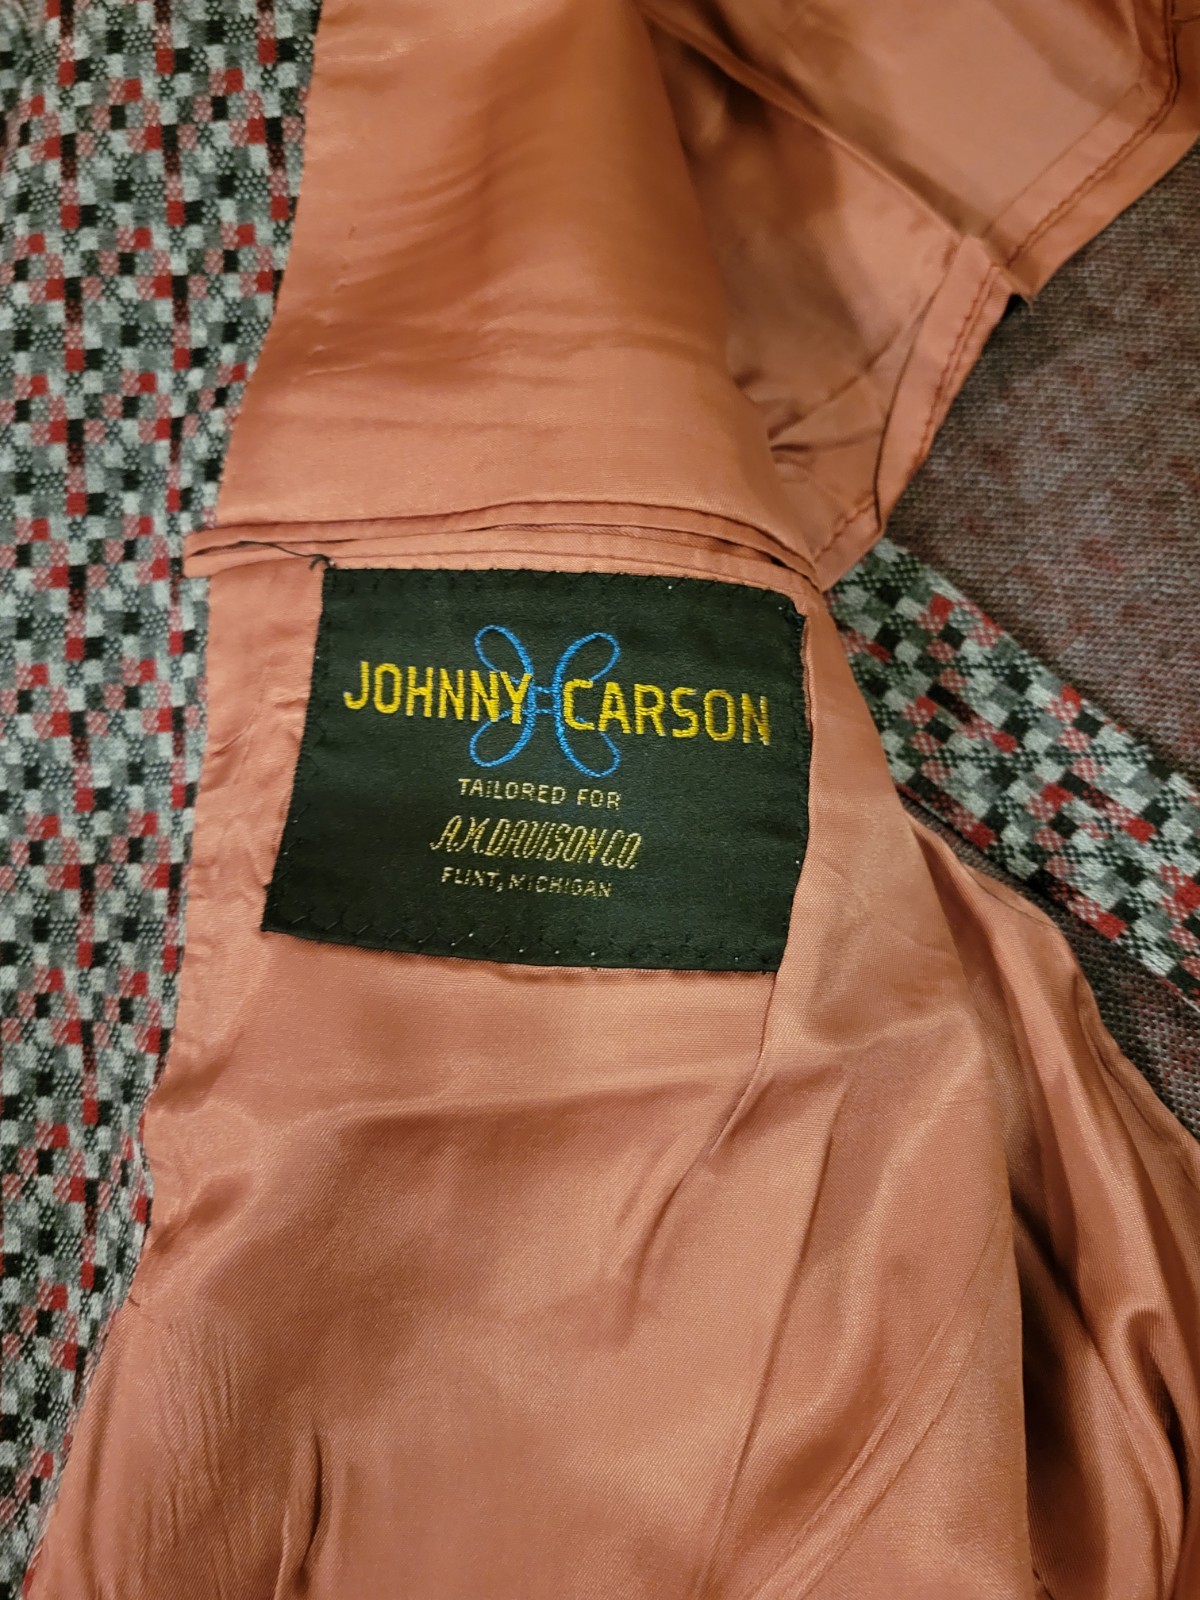 JOHNNY CARSON
TAILORED FOR
A.M. DAVISON CO.
FLINT, MICHIGAN